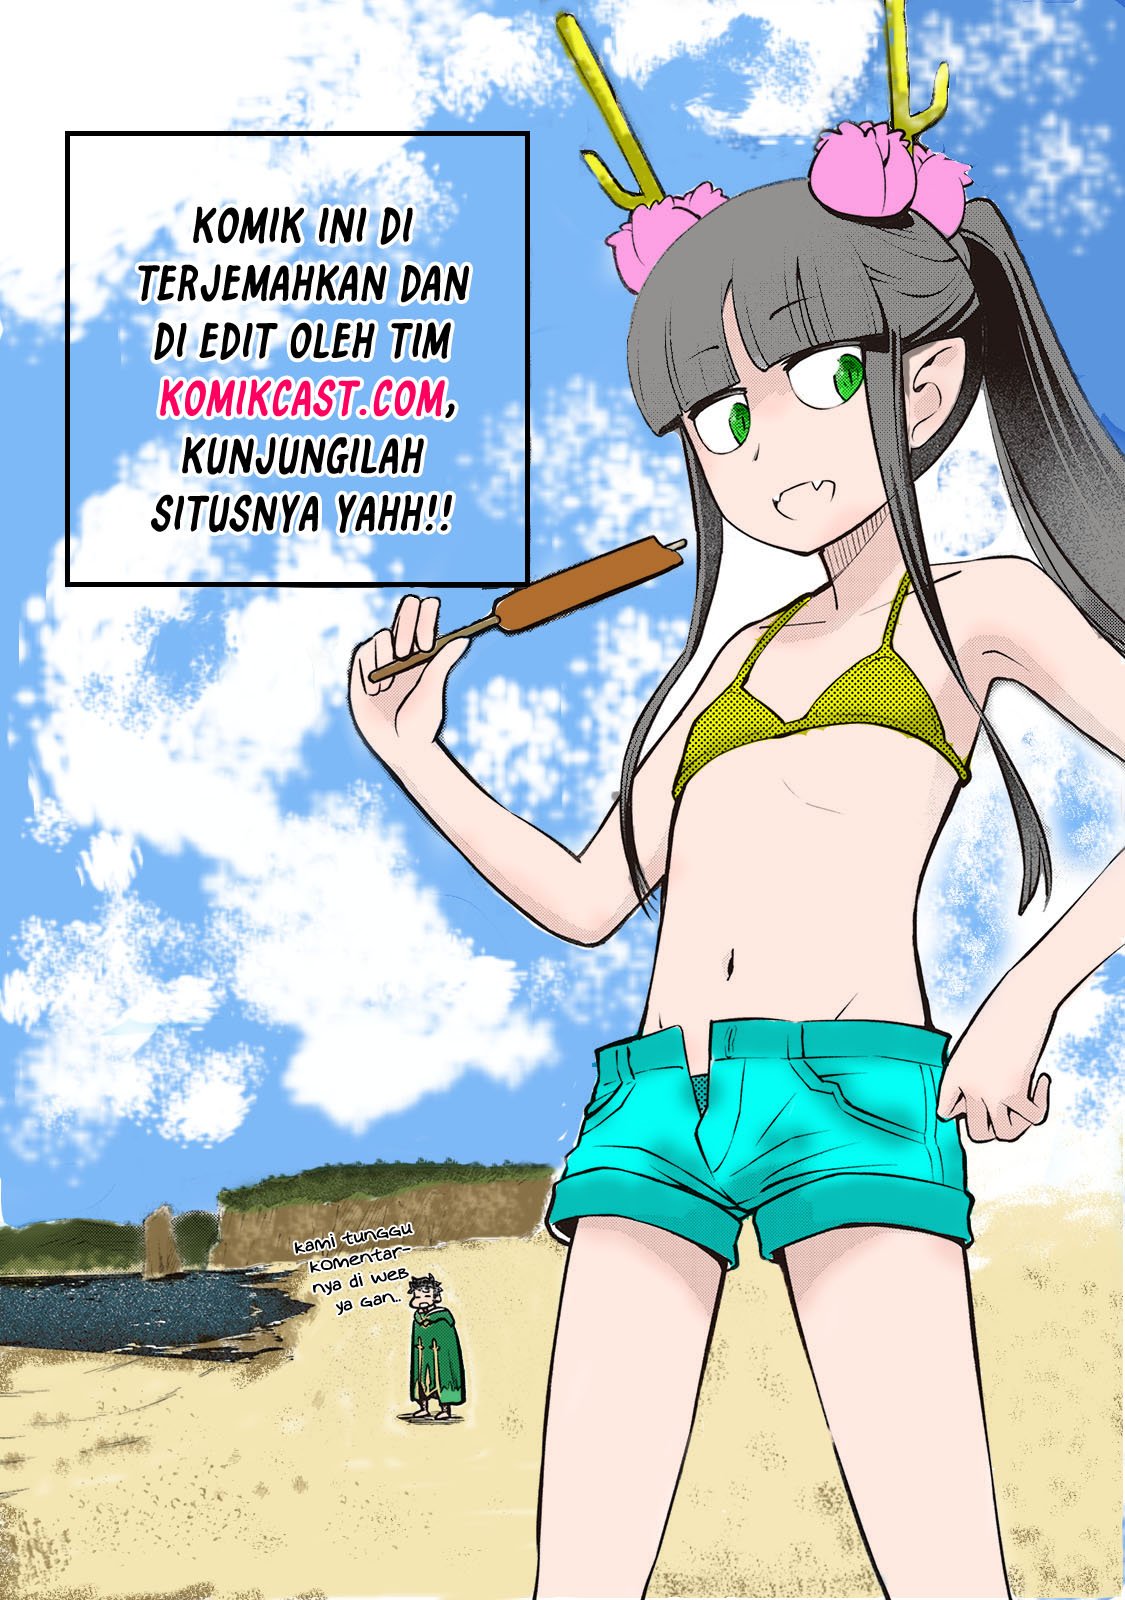 KOMIK INI DI
TERJEMAHKAN DAN
DI EDIT OLEH TIM
KOMIKCAST.COM,
KUNJUNGILAH
SITUSNYA YAHH!!
kami tunggu
komentar-
nya di web
ya gan..